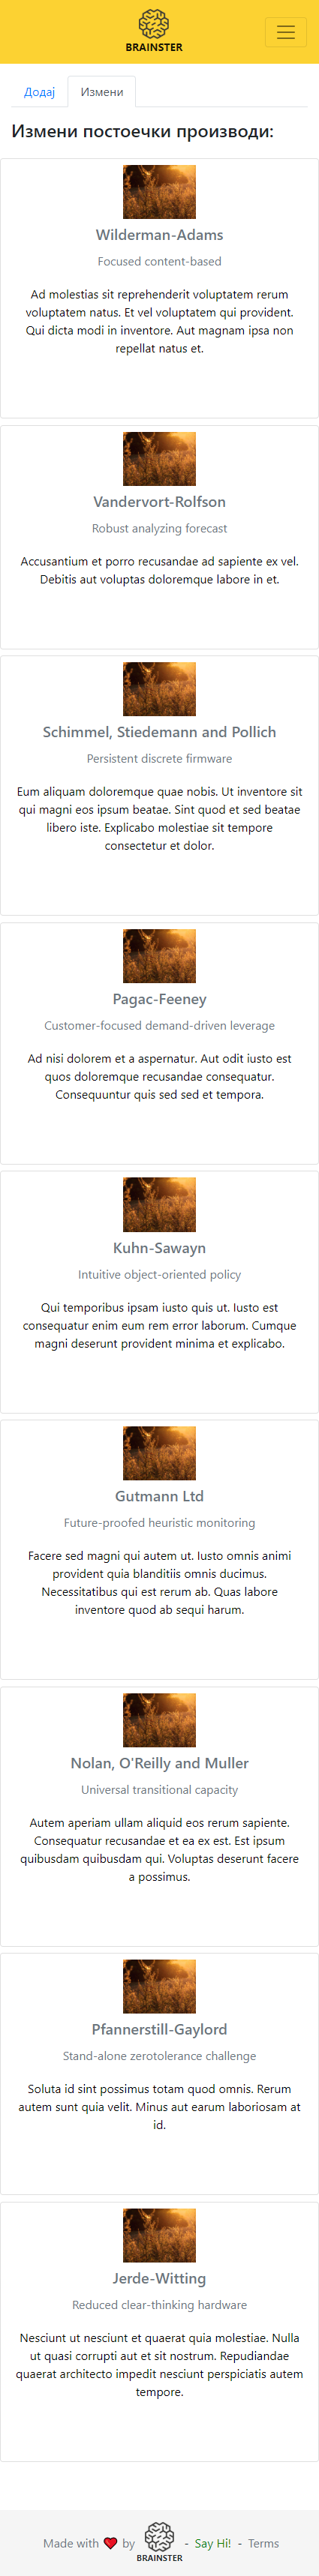 BRAINSTER
Додај Измени
Измени постоечки производи:
Wilderman-Adams
Focused content-based
Ad molestias sit reprehenderit voluptatem rerum
voluptatem natus. Et vel voluptatem qui provident.
Qui dicta modi in inventore. Aut magnam ipsa non
repellat natus et.
Vandervort-Rolfson
Robust analyzing forecast
Accusantium et porro recusandae ad sapiente ex vel.
Debitis aut voluptas doloremque labore in et.
Schimmel, Stiedemann and Pollich
Persistent discrete firmware
Eum aliquam doloremque quae nobis. Ut inventore sit
qui magni eos ipsum beatae. Sint quod et sed beatae
libero iste. Explicabo molestiae sit tempore
consectetur et dolor.
Pagac-Feeney
Customer-focused demand-driven leverage
Ad nisi dolorem et a aspernatur. Aut odit iusto est
quos doloremque recusandae consequatur.
Consequuntur quis sed sed et tempora.
Kuhn-Sawayn
Intuitive object-oriented policy
Qui temporibus ipsam iusto quis ut. Iusto est
consequatur enim eum rem error laborum. Cumque
magni deserunt provident minima et explicabo.
Gutmann Ltd
Future-proofed heuristic monitoring
Facere sed magni qui autem ut. Iusto omnis animi
provident quia blanditiis omnis ducimus.
Necessitatibus qui est rerum ab. Quas labore
inventore quod ab sequi harum.
Nolan, O'Reilly and Muller
Universal transitional capacity
Autem aperiam ullam aliquid eos rerum sapiente.
Consequatur recusandae et ea ex est. Est ipsum
quibusdam quibusdam qui. Voluptas deserunt facere
a possimus.
Pfannerstill-Gaylord
Stand-alone zerotolerance challenge
Soluta id sint possimus totam quod omnis. Rerum
autem sunt quia velit. Minus aut earum laboriosam at
id.
Jerde-Witting
Reduced clear-thinking hardware
Nesciunt ut nesciunt et quaerat quia molestiae. Nulla
ut quasi corrupti aut et sit nostrum. Repudiandae
quaerat architecto impedit nesciunt perspiciatis autem
tempore.
Made with ❤ by BRAINSTER - Say Hi! - Terms